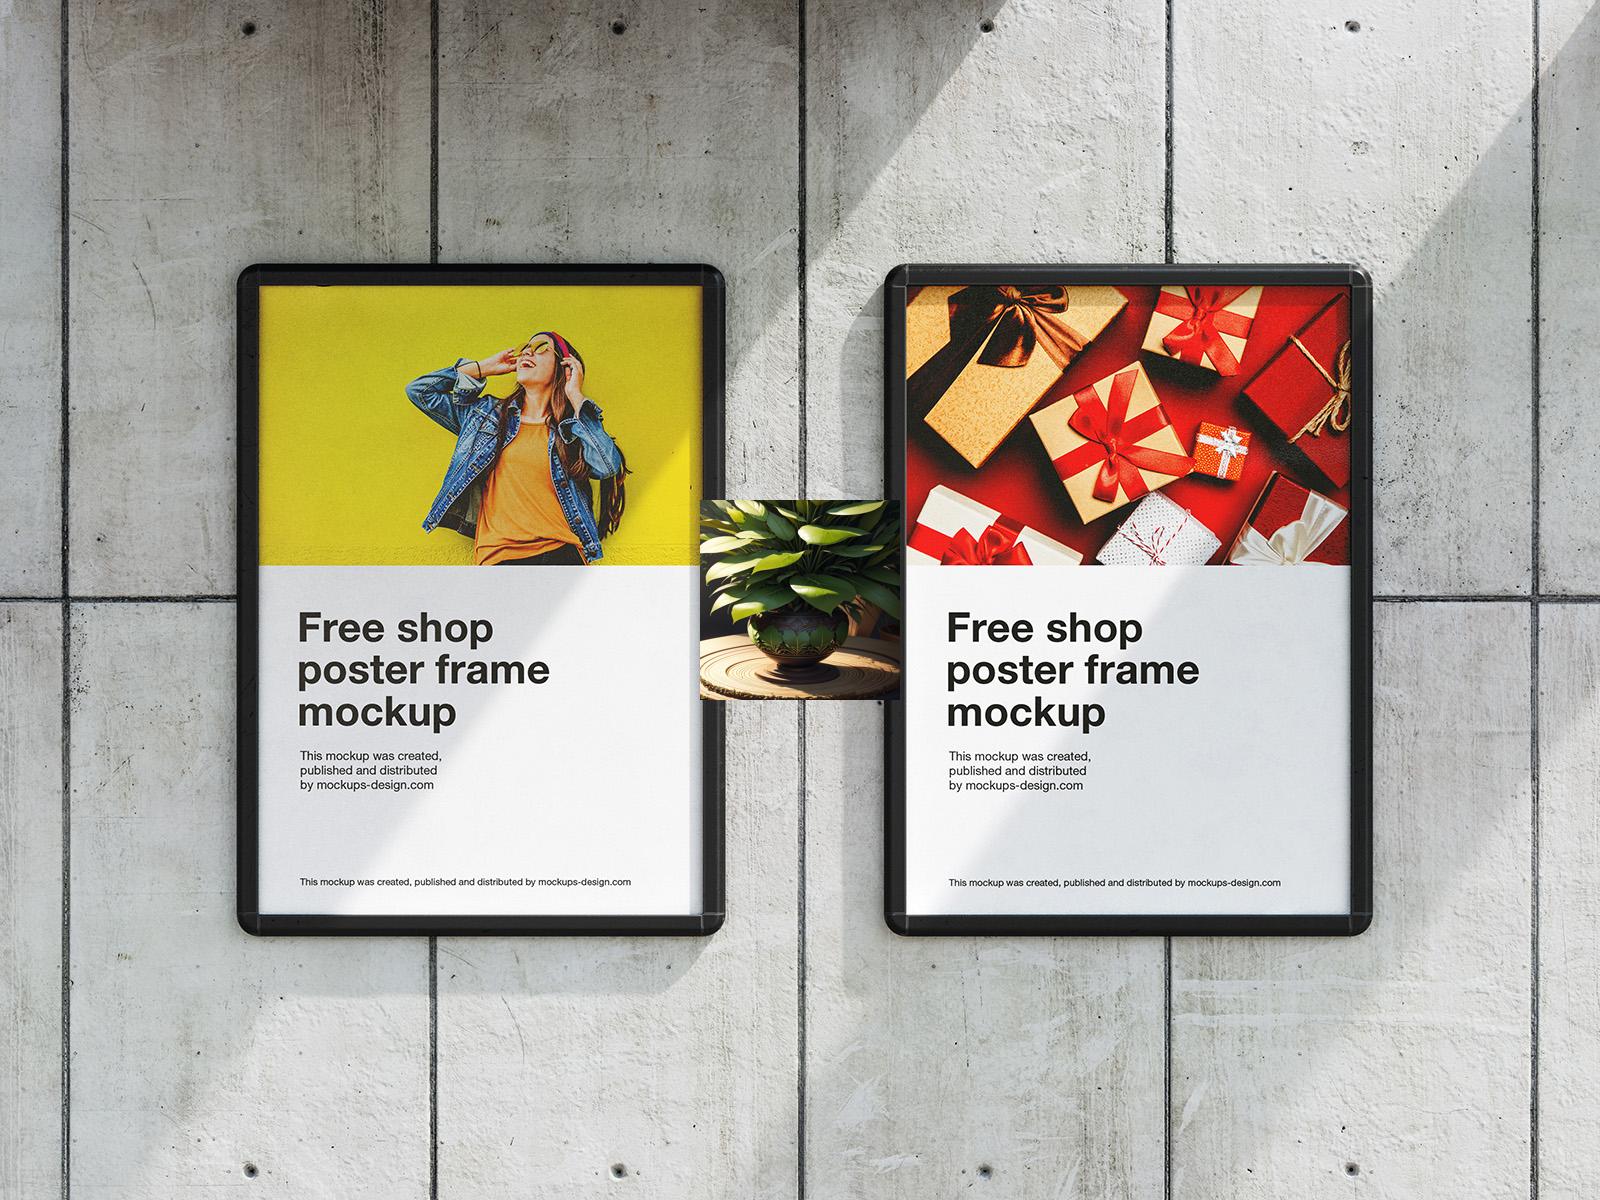 Free shop
poster frame
mockup
This mockup was created,
published and distributed
by mockups-design.com
This mockup was created, published and distributed by mockups-design.com
Free shop
poster frame
mockup
This mockup was created,
published and distributed
by mockups-design.com
This mockup was created, published and distributed by mockups-design.com